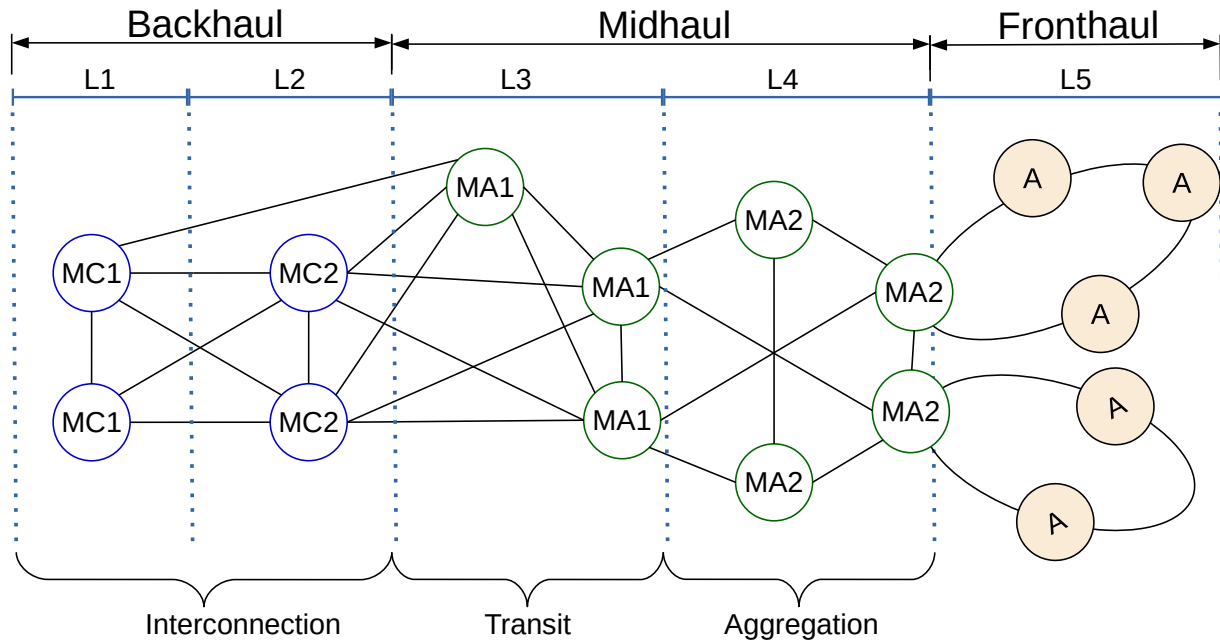 Backhaul
Midhaul
Fronthaul
L1
L2
L3
L4
L5
MA1
MA2
A
A
MC1
MC2
MA1
MA2
A
MC1
MC2
MA1
MA2
A
MA2
A
Interconnection
Transit
Aggregation